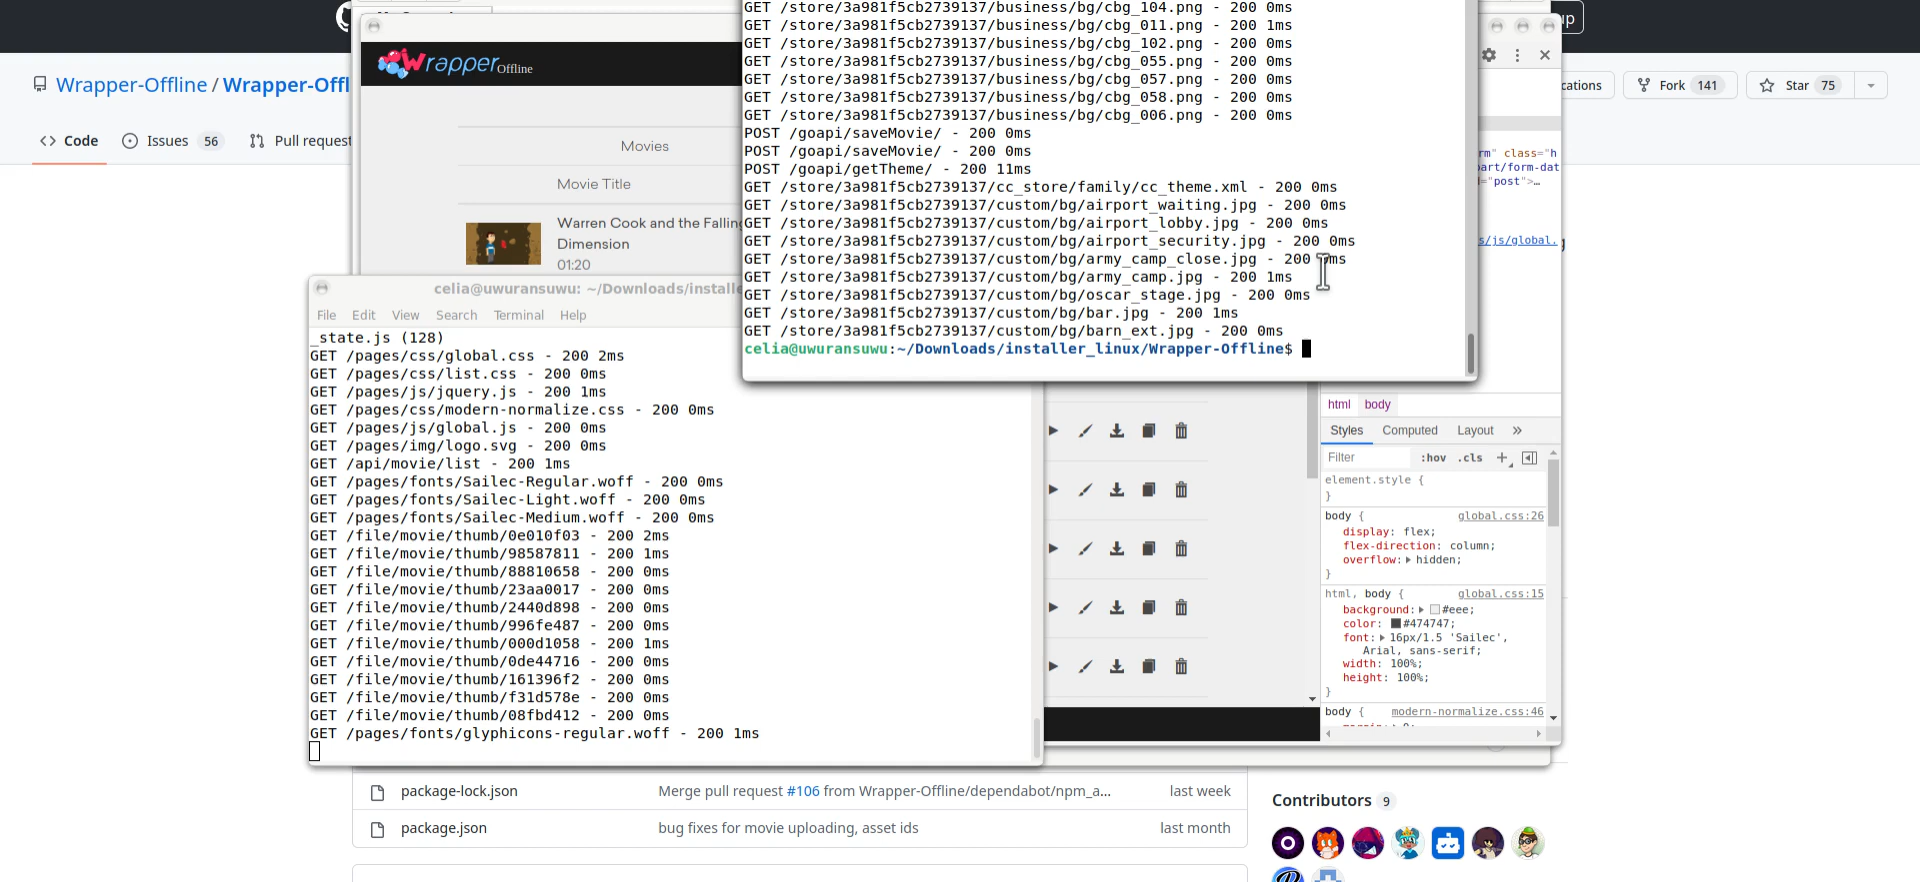 Wrapper-Offline / Wrapper-Offl
Code
Issues 56
Pull request
cations
Fork 141
Star 75
up
Wrapper Offline
Movies
Movie Title
Warren Cook and the Falling
Dimension
01:20
GET /store/3a981f5cb2739137/business/bg/cbg_104.png - 200 0ms
GET /store/3a981f5cb2739137/business/bg/cbg_011.png - 200 1ms
GET /store/3a981f5cb2739137/business/bg/cbg_102.png - 200 0ms
GET /store/3a981f5cb2739137/business/bg/cbg_055.png - 200 0ms
GET /store/3a981f5cb2739137/business/bg/cbg_057.png - 200 0ms
GET /store/3a981f5cb2739137/business/bg/cbg_058.png - 200 0ms
GET /store/3a981f5cb2739137/business/bg/cbg_006.png - 200 0ms
POST /goapi/saveMovie/ - 200 0ms
POST /goapi/saveMovie/ - 200 0ms
POST /goapi/getTheme/ - 200 11ms
GET /store/3a981f5cb2739137/cc_store/family/cc_theme.xml - 200 0ms
GET /store/3a981f5cb2739137/custom/bg/airport_waiting.jpg - 200 0ms
GET /store/3a981f5cb2739137/custom/bg/airport_lobby.jpg - 200 0ms
GET /store/3a981f5cb2739137/custom/bg/airport_security.jpg - 200 0ms
GET /store/3a981f5cb2739137/custom/bg/army_camp_close.jpg - 200 ms
GET /store/3a981f5cb2739137/custom/bg/army_camp.jpg - 200 1ms
GET /store/3a981f5cb2739137/custom/bg/oscar_stage.jpg - 200 0ms
GET /store/3a981f5cb2739137/custom/bg/bar.jpg - 200 1ms
GET /store/3a981f5cb2739137/custom/bg/barn_ext.jpg - 200 0ms
celia@uwuransuwu:~/Downloads/installer_linux/Wrapper-Offline$
celia@uwuransuwu: ~/Downloads/installe
File Edit View Search Terminal Help
_state.js (128)
GET /pages/css/global.css - 200 2ms
GET /pages/css/list.css - 200 0ms
GET /pages/js/jquery.js - 200 1ms
GET /pages/css/modern-normalize.css - 200 0ms
GET /pages/js/global.js - 200 0ms
GET /pages/img/logo.svg - 200 0ms
GET /api/movie/list - 200 1ms
GET /pages/fonts/Sailec-Regular.woff - 200 0ms
GET /pages/fonts/Sailec-Light.woff - 200 0ms
GET /pages/fonts/Sailec-Medium.woff - 200 0ms
GET /file/movie/thumb/0e010f03 - 200 2ms
GET /file/movie/thumb/98587811 - 200 1ms
GET /file/movie/thumb/88810658 - 200 0ms
GET /file/movie/thumb/23aa0017 - 200 0ms
GET /file/movie/thumb/2440d898 - 200 0ms
GET /file/movie/thumb/996fe487 - 200 0ms
GET /file/movie/thumb/000d1058 - 200 1ms
GET /file/movie/thumb/0de44716 - 200 0ms
GET /file/movie/thumb/161396f2 - 200 0ms
GET /file/movie/thumb/f31d578e - 200 0ms
GET /file/movie/thumb/08fbd412 - 200 0ms
GET /pages/fonts/glyphicons-regular.woff - 200 1ms
rm" class="h
part/form-dat
="post">…
s/js/global.
html body
Styles Computed Layout »
Filter :hov .cls +
element.style {
}
body { global.css:26
display: flex;
flex-direction: column;
overflow: hidden;
}
html, body { global.css:15
background: #eee;
color: #474747;
font: 16px/1.5 'Sailec',
Arial, sans-serif;
width: 100%;
height: 100%;
}
body { modern-normalize.css:46
package-lock.json Merge pull request #106 from Wrapper-Offline/dependabot/npm_a... last week
package.json bug fixes for movie uploading, asset ids last month
Contributors 9